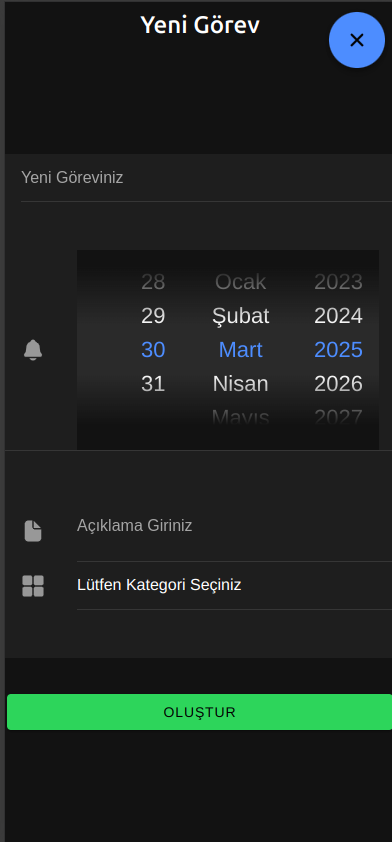 Yeni Görev
Yeni Göreviniz
28 Ocak 2023
29 Şubat 2024
30 Mart 2025
31 Nisan 2026
Mayıs 2027
Açıklama Giriniz
Lütfen Kategori Seçiniz
OLUŞTUR